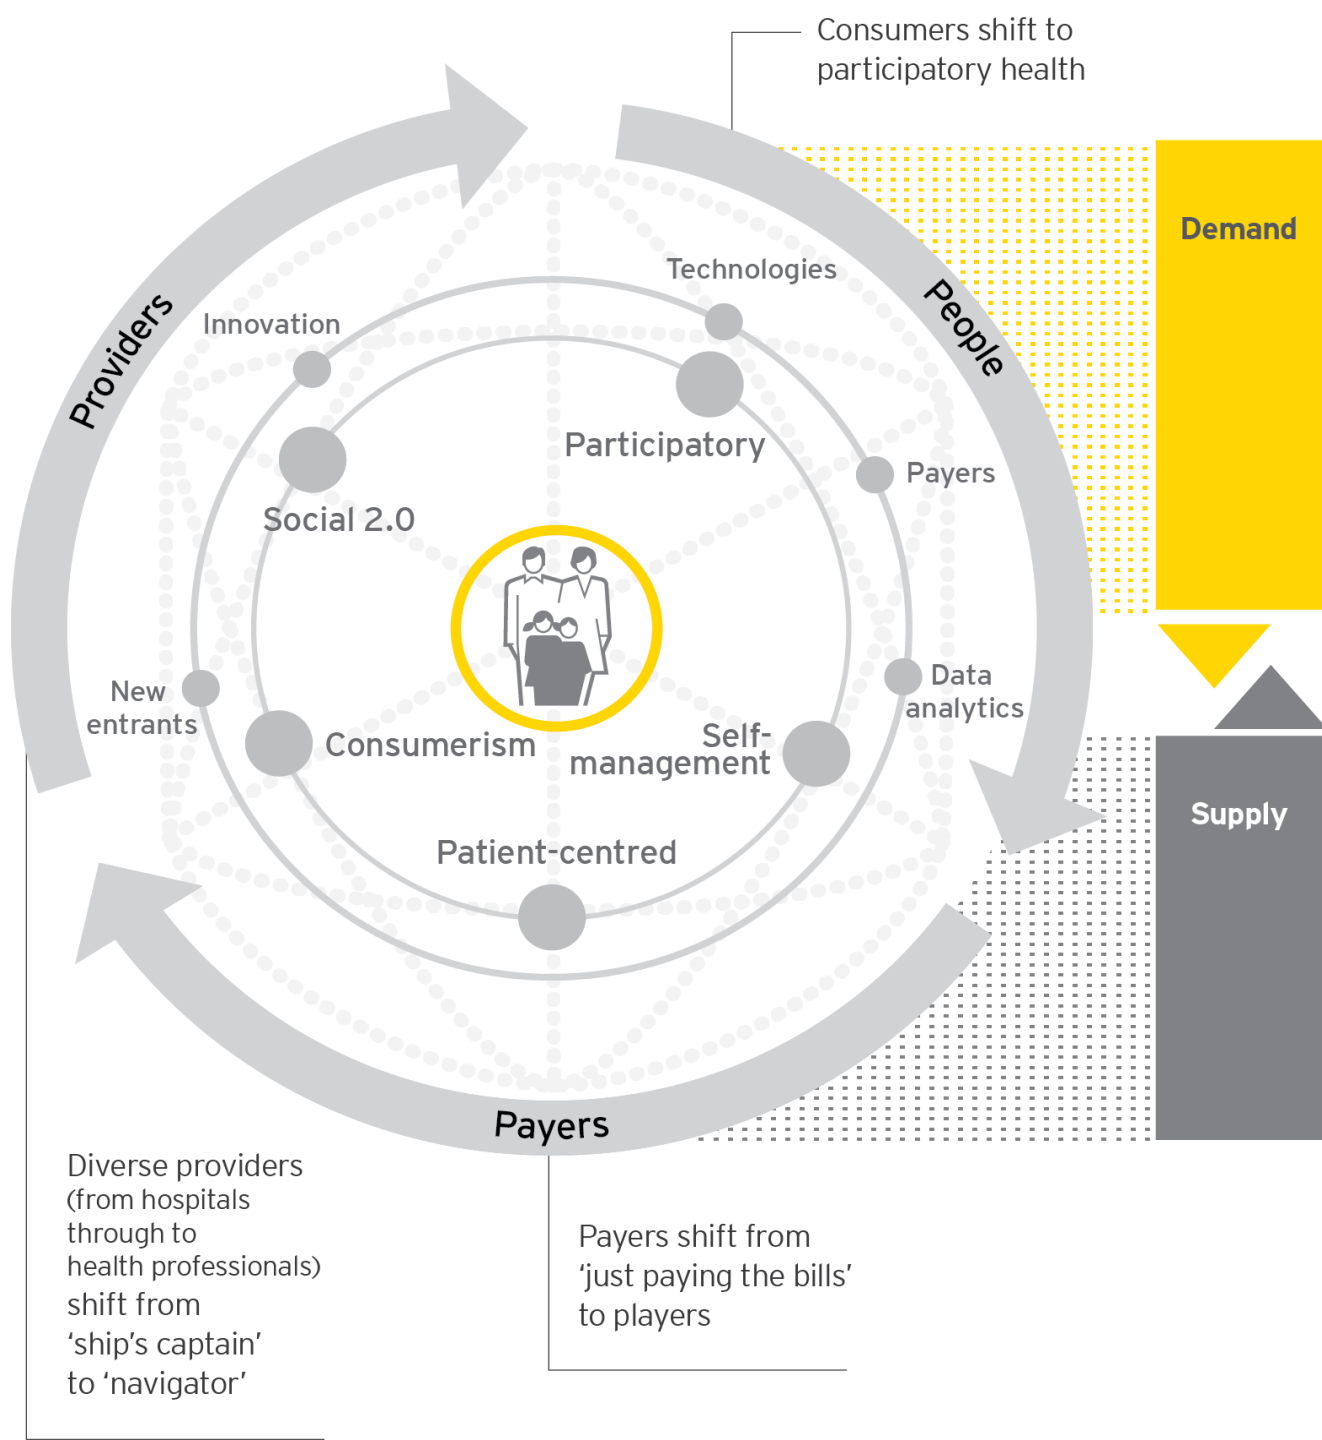 Consumers shift to
participatory health
Demand
Technologies
People
Innovation
Providers
Participatory
Payers
Social 2.0
New
entrants
Data
analytics
Consumerism
Self-
management
Supply
Patient-centred
Payers
Diverse providers
(from hospitals
through to
health professionals)
shift from
‘ship’s captain’
to ‘navigator’
Payers shift from
‘just paying the bills’
to players